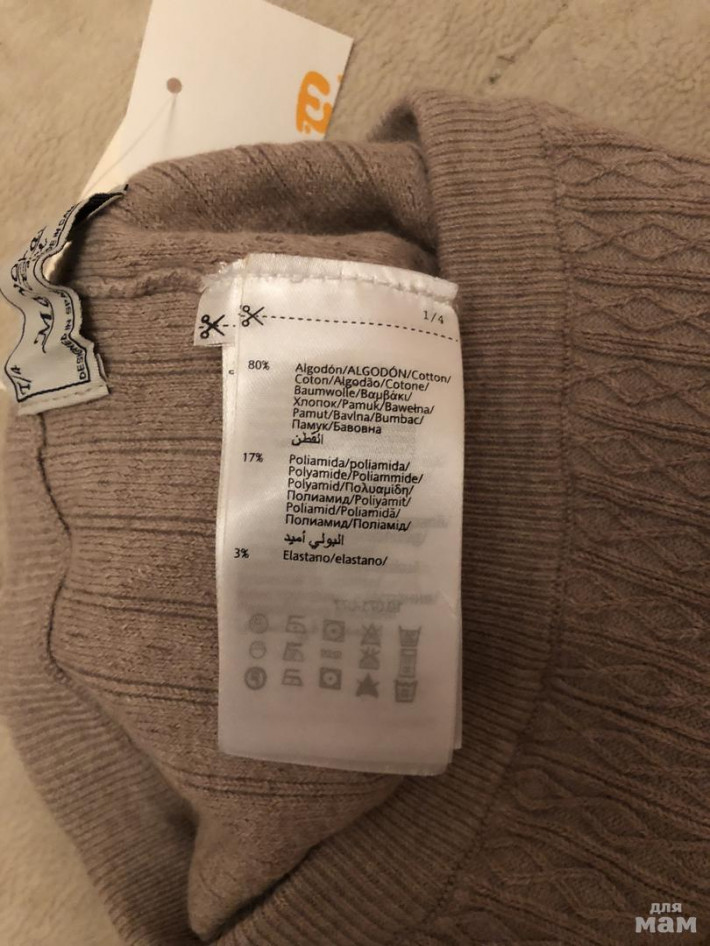 1/4
80%
Algodón/ALGODÓN/Cotton/
Coton/Algodão/Cotone/
Baumwolle/Βαμβάκι/
Хлопок/Pamuk/Bawełna/
Pamut/Bavlna/Bumbac/
Памук/Бавовна
القطن
17%
Poliamida/poliamida/
Polyamide/Poliammide/
Polyamid/Πολυαμίδη/
Полиамид/Poliyamit/
Poliamid/Poliamidă/
Полиамид/Поліамід/
البولي أميد
3%
Elastano/elastano/
для
мам